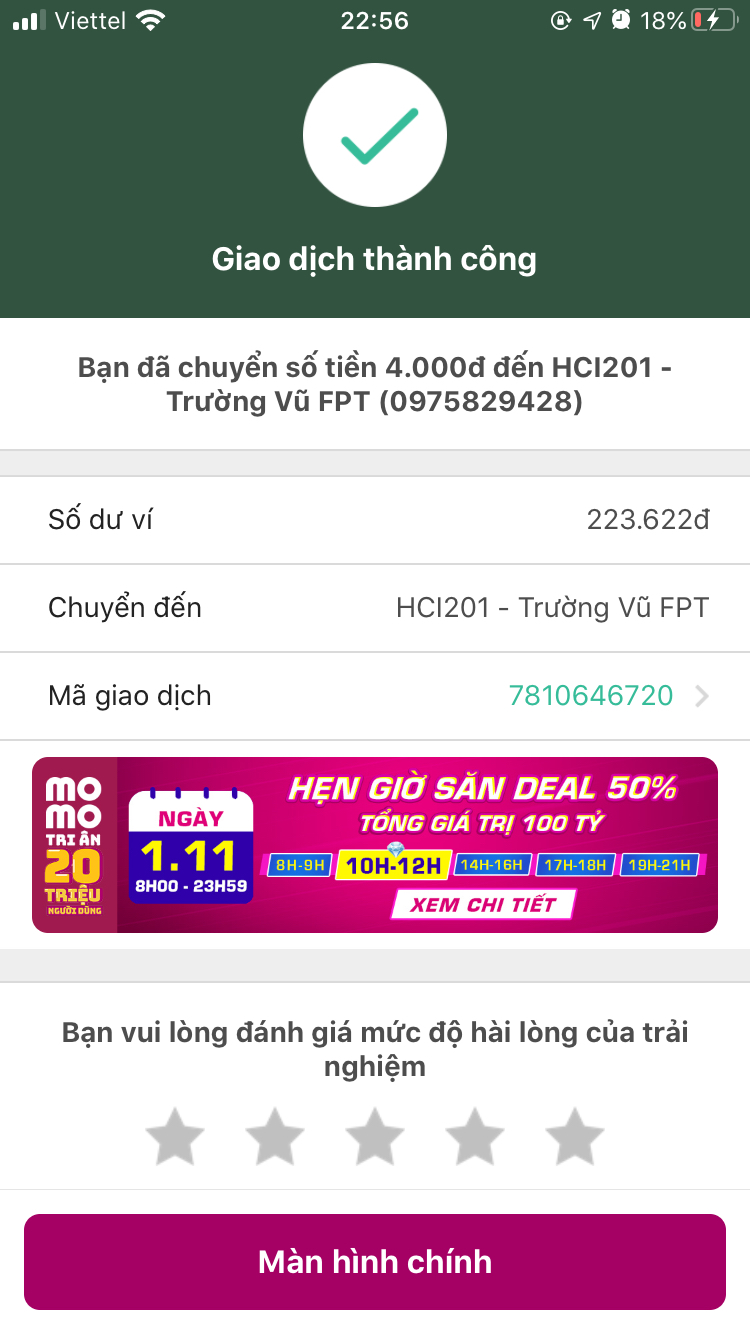 Viettel 22:56 18%
Giao dịch thành công
Bạn đã chuyển số tiền 4.000đ đến HCI201 -
Trường Vũ FPT (0975829428)
Số dư ví 223.622đ
Chuyển đến HCI201 - Trường Vũ FPT
Mã giao dịch 7810646720
MO
MO
TRI ÂN
20
TRIỆU
NGƯỜI DÙNG
NGÀY
1.11
8H00 - 23H59
HẸN GIỜ SĂN DEAL 50%
TỔNG GIÁ TRỊ 100 TỶ
8H-9H 10H-12H 14H-16H 17H-18H 19H-21H
XEM CHI TIẾT
Bạn vui lòng đánh giá mức độ hài lòng của trải
nghiệm
Màn hình chính